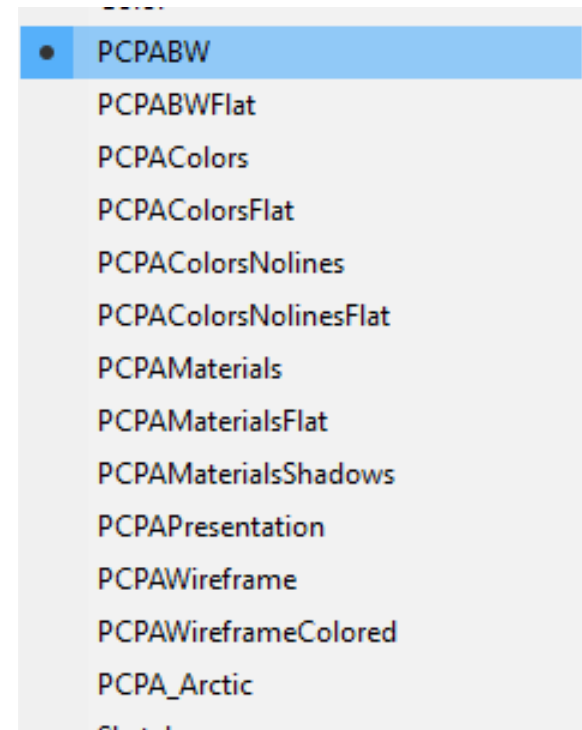 PCPABW
PCPABWFlat
PCPAColors
PCPAColorsFlat
PCPAColorsNolines
PCPAColorsNolinesFlat
PCPAMaterials
PCPAMaterialsFlat
PCPAMaterialsShadows
PCPAPresentation
PCPAWireframe
PCPAWireframeColored
PCPA_Arctic